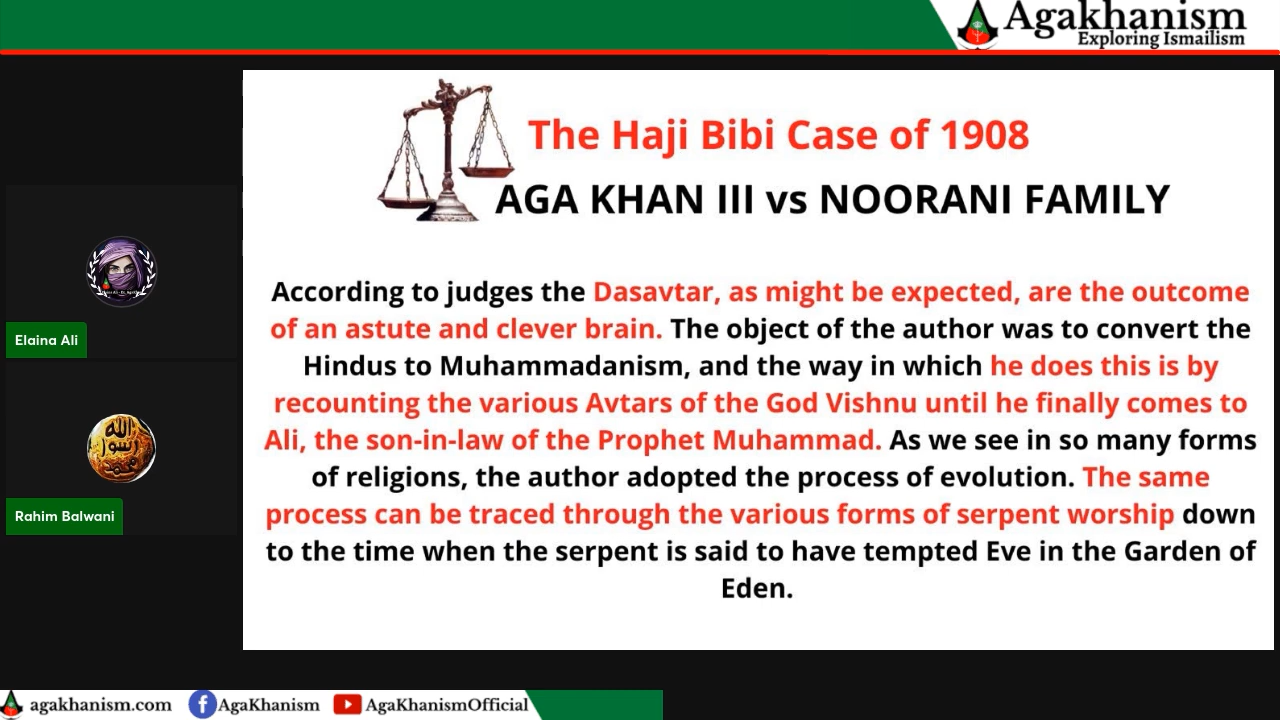 Agakhanism
Exploring Ismailism
The Haji Bibi Case of 1908
AGA KHAN III vs NOORANI FAMILY
According to judges the Dasavtar, as might be expected, are the outcome
of an astute and clever brain. The object of the author was to convert the
Hindus to Muhammadanism, and the way in which he does this is by
recounting the various Avtars of the God Vishnu until he finally comes to
Ali, the son-in-law of the Prophet Muhammad. As we see in so many forms
of religions, the author adopted the process of evolution. The same
process can be traced through the various forms of serpent worship down
to the time when the serpent is said to have tempted Eve in the Garden of
Eden.
Elaina Ali
الله
رسول
محمد
Rahim Balwani
agakhanism.com
AgaKhanism
AgaKhanismOfficial